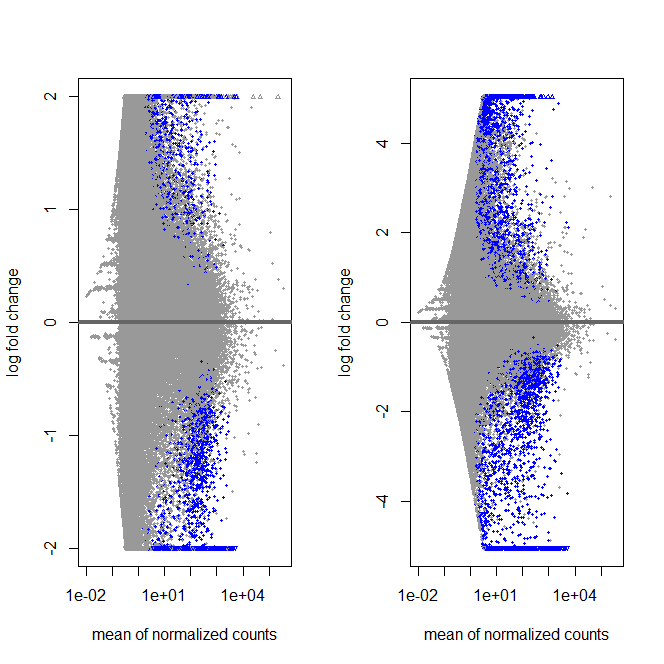 log fold change
2
1
0
-1
-2
1e-02
1e+01
1e+04
mean of normalized counts
log fold change
4
2
0
-2
-4
1e-02
1e+01
1e+04
mean of normalized counts